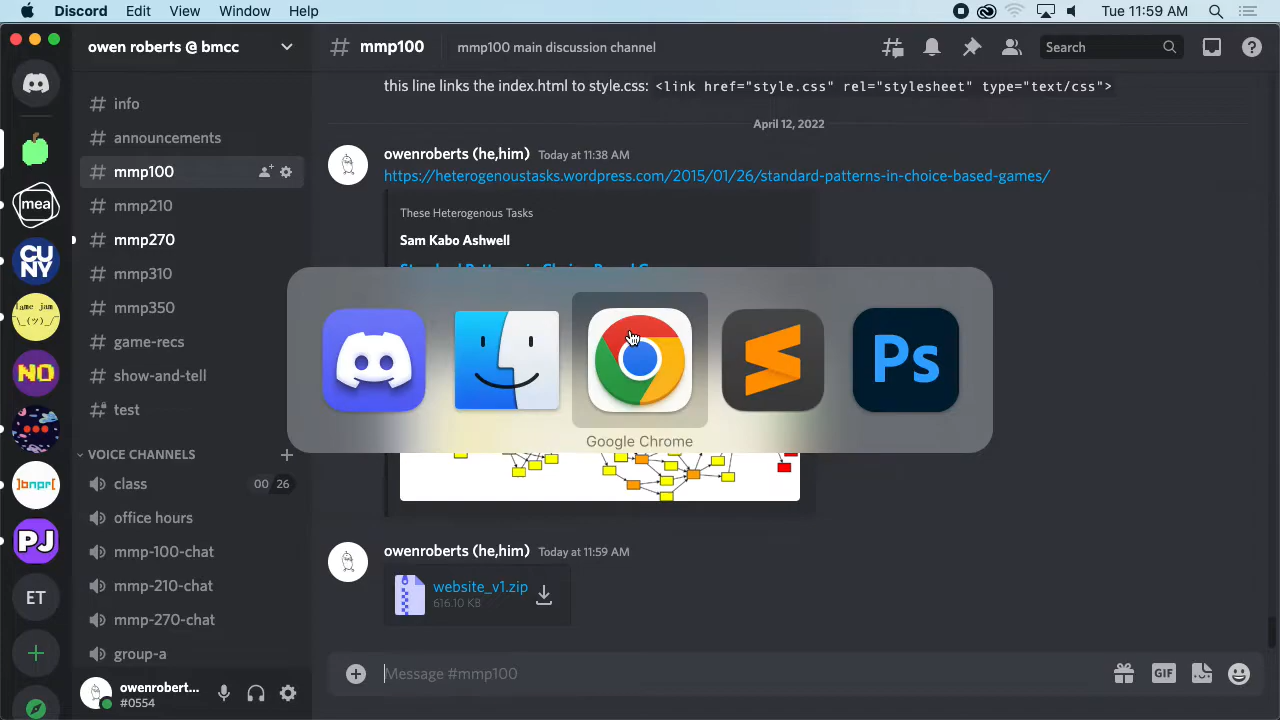 Discord Edit View Window Help
Tue 11:59 AM
owen roberts @ bmcc
# mmp100
mmp100 main discussion channel
Search
# info
# announcements
# mmp100
# mmp210
# mmp270
# mmp310
# mmp350
# game-recs
# show-and-tell
# test
VOICE CHANNELS
class 00 26
office hours
mmp-100-chat
mmp-210-chat
mmp-270-chat
group-a
owenrobert...
#0554
mea
CU
NY
game jam
¯\_(ツ)_/¯
NO
]bnpr[
PJ
ET
this line links the index.html to style.css: <link href="style.css" rel="stylesheet" type="text/css">
April 12, 2022
owenroberts (he,him) Today at 11:38 AM
https://heterogenoustasks.wordpress.com/2015/01/26/standard-patterns-in-choice-based-games/
These Heterogenous Tasks
Sam Kabo Ashwell
Ps
Google Chrome
owenroberts (he,him) Today at 11:59 AM
website_v1.zip
616.10 KB
Message #mmp100
GIF